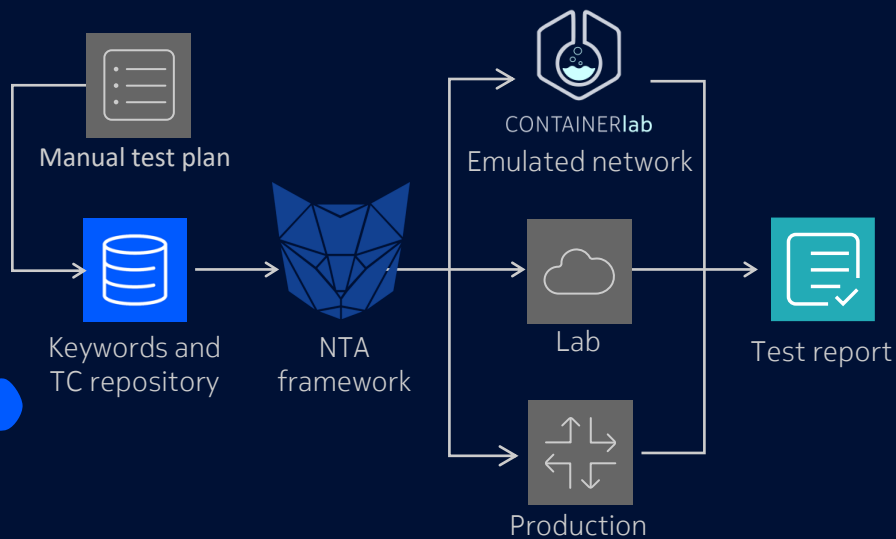 Manual test plan
Keywords and
TC repository
NTA
framework
CONTAINERlab
Emulated network
Lab
Production
Test report